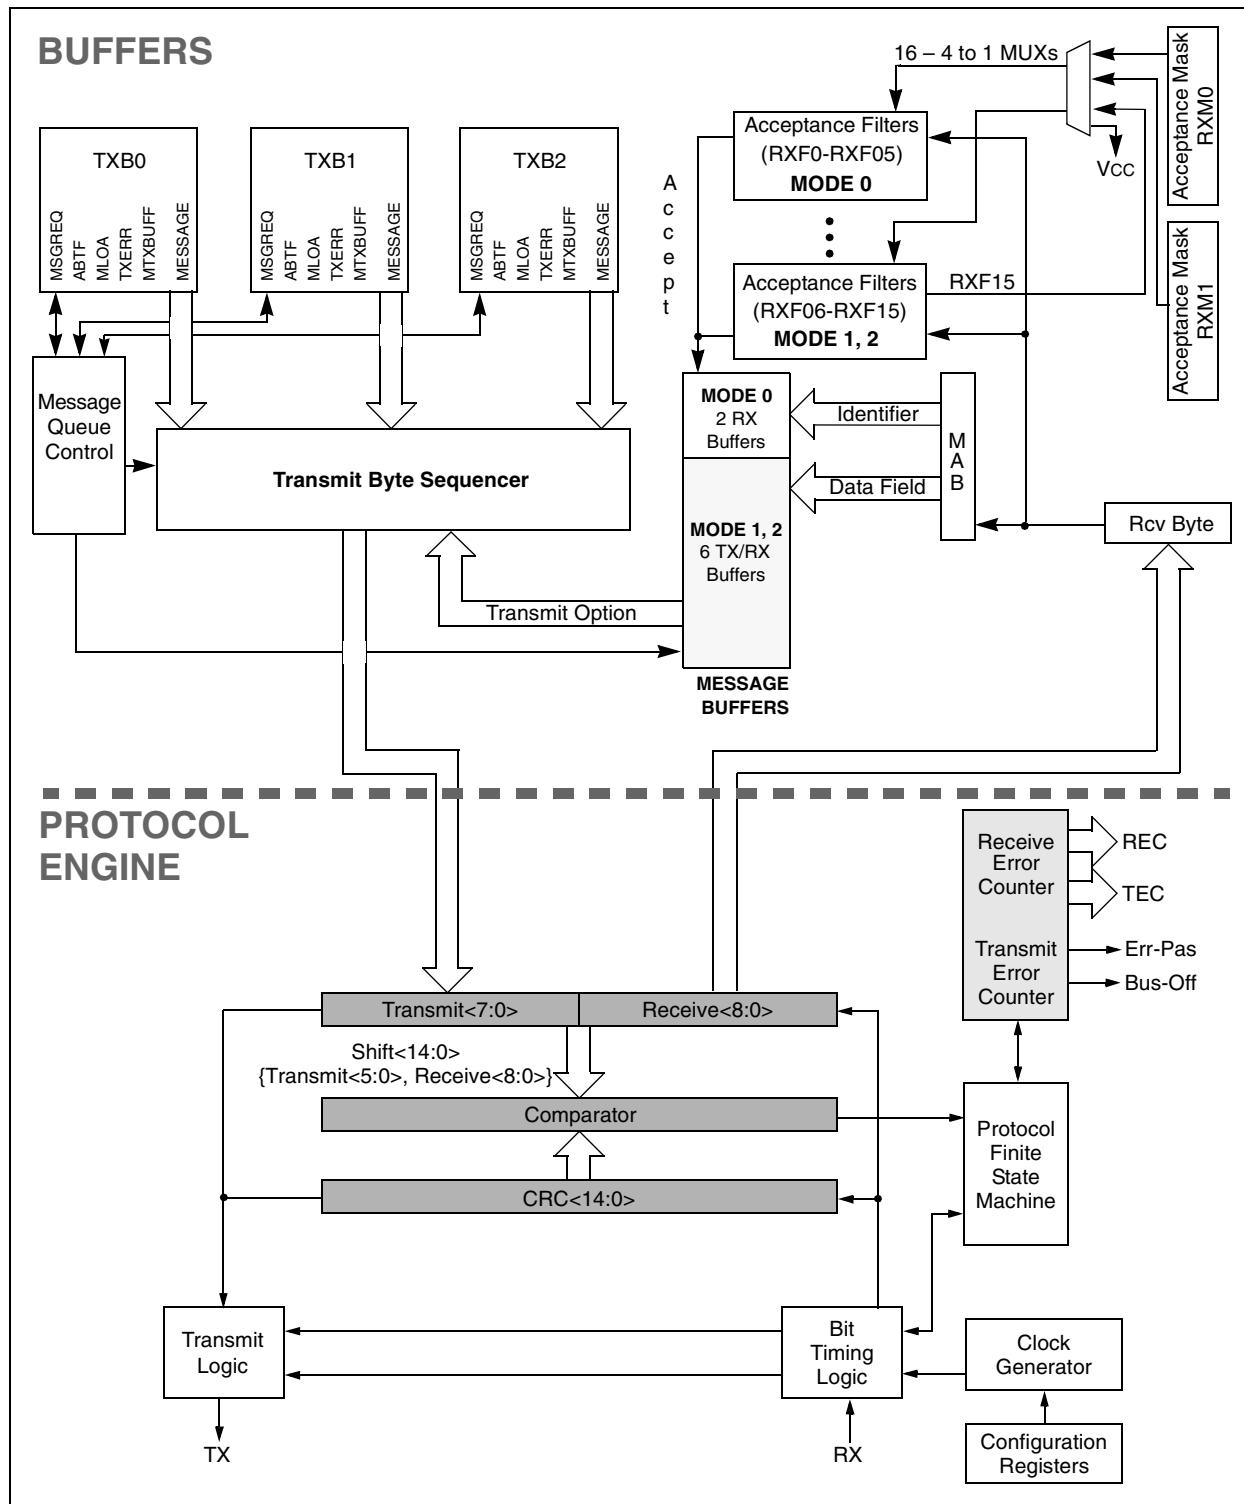 BUFFERS
16 – 4 to 1 MUXs
Acceptance Mask
RXM0
VCC
Acceptance Filters
(RXF0-RXF05)
MODE 0
Accept
TXB0
MSGREQ
ABTF
MLOA
TXERR
MTXBUFF
MESSAGE
TXB1
MSGREQ
ABTF
MLOA
TXERR
MTXBUFF
MESSAGE
TXB2
MSGREQ
ABTF
MLOA
TXERR
MTXBUFF
MESSAGE
Acceptance Filters
(RXF06-RXF15)
MODE 1, 2
RXF15
Acceptance Mask
RXM1
Message
Queue
Control
Transmit Byte Sequencer
MODE 0
2 RX
Buffers
Identifier
MAB
Data Field
MODE 1, 2
6 TX/RX
Buffers
Rcv Byte
Transmit Option
MESSAGE
BUFFERS
PROTOCOL
ENGINE
Receive
Error
Counter
REC
TEC
Transmit
Error
Counter
Err-Pas
Bus-Off
Transmit<7:0>
Receive<8:0>
Shift<14:0>
{Transmit<5:0>, Receive<8:0>}
Comparator
CRC<14:0>
Protocol
Finite
State
Machine
Transmit
Logic
Bit
Timing
Logic
Clock
Generator
TX
RX
Configuration
Registers